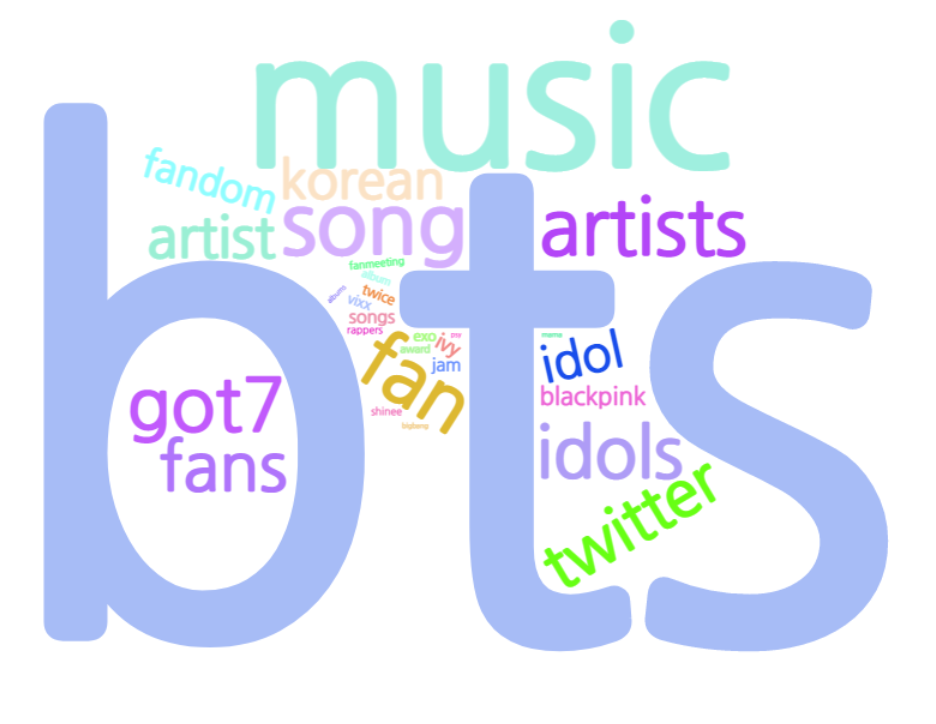 music
fandom
korean
artist
song
artists
bts
fanmeeting
album
albums
twice
vixx
songs
rappers
exo
psy
ivy
award
jam
fan
shinee
bigbang
mama
idol
blackpink
got7
fans
idols
twitter